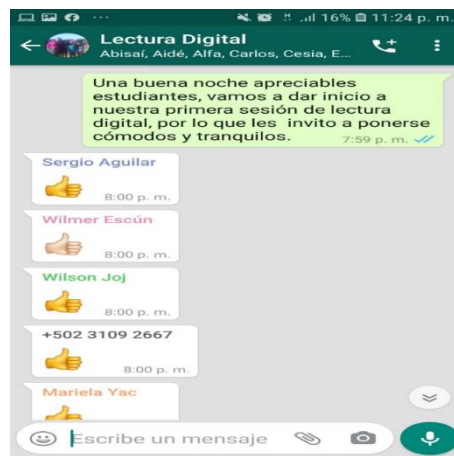 16% 11:24 p. m.
Lectura Digital
Abisaí, Aidé, Alfa, Carlos, Cesia, E...
Una buena noche apreciables
estudiantes, vamos a dar inicio a
nuestra primera sesión de lectura
digital, por lo que les invito a ponerse
cómodos y tranquilos. 7:59 p. m.
Sergio Aguilar
8:00 p. m.
Wilmer Escún
8:00 p. m.
Wilson Joj
8:00 p. m.
+502 3109 2667
8:00 p. m.
Mariela Yac
Escribe un mensaje